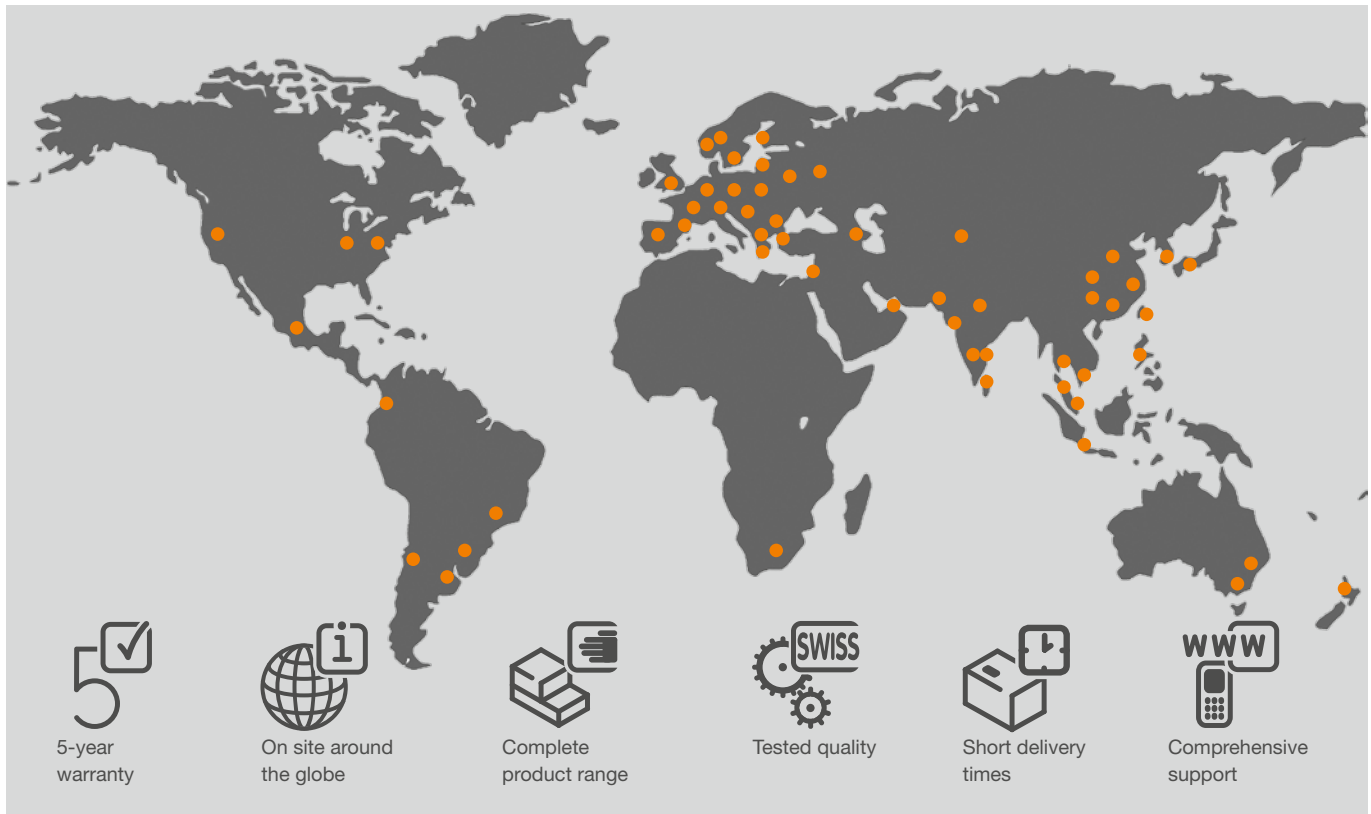 5
i
SWISS
www
5-year
warranty
On site around
the globe
Complete
product range
Tested quality
Short delivery
times
Comprehensive
support